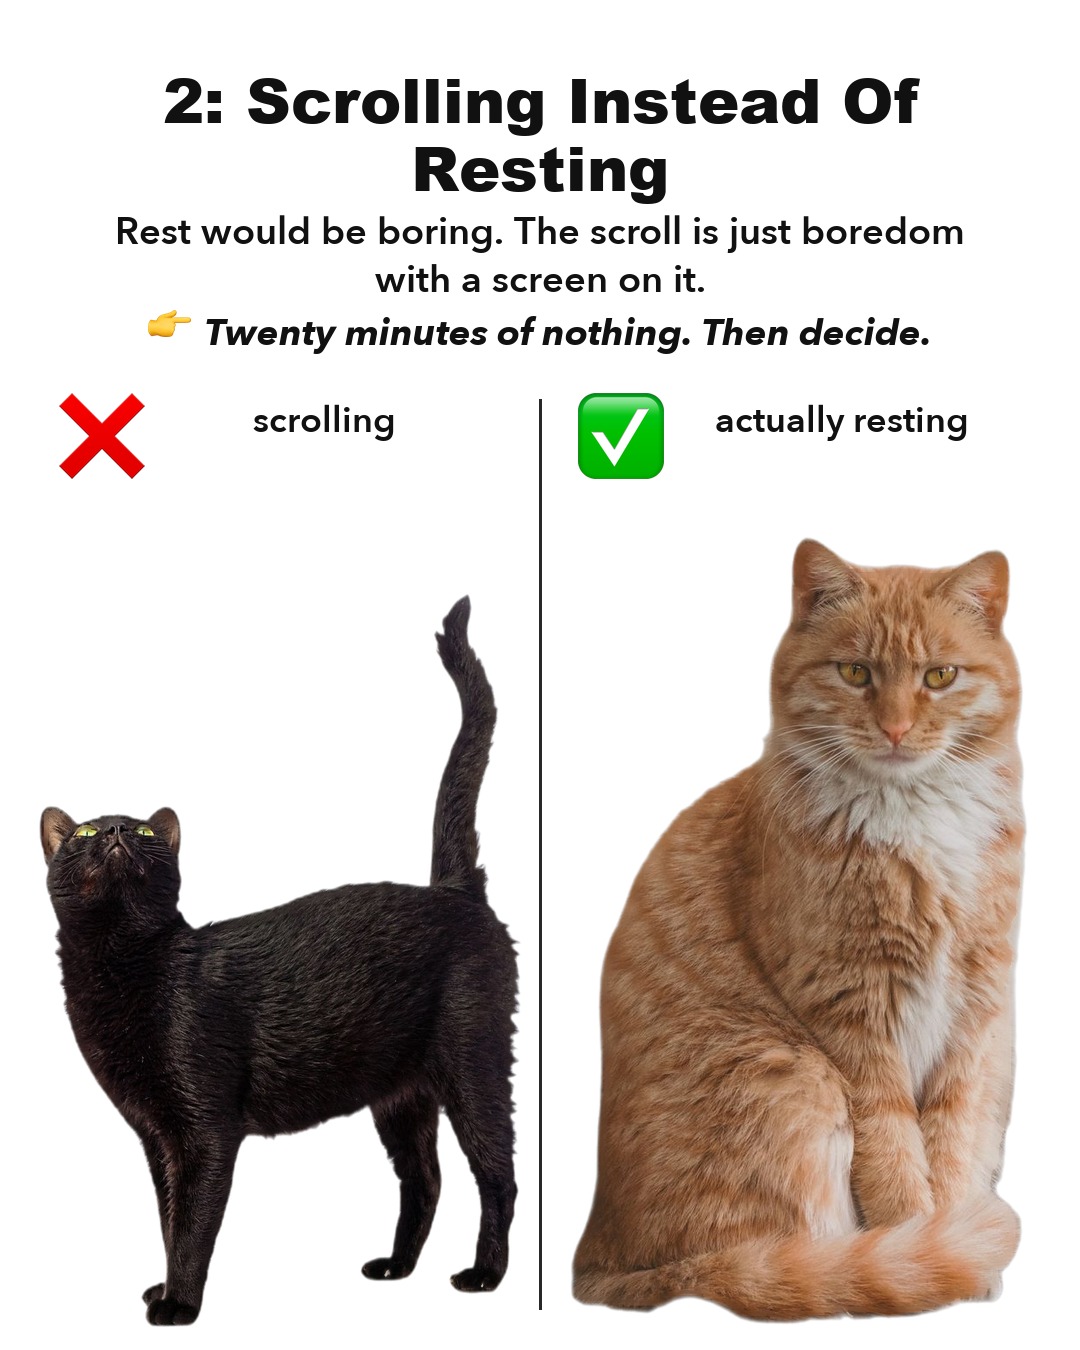 2: Scrolling Instead Of
Resting
Rest would be boring. The scroll is just boredom
with a screen on it.
👉 Twenty minutes of nothing. Then decide.
❌ scrolling
✅ actually resting